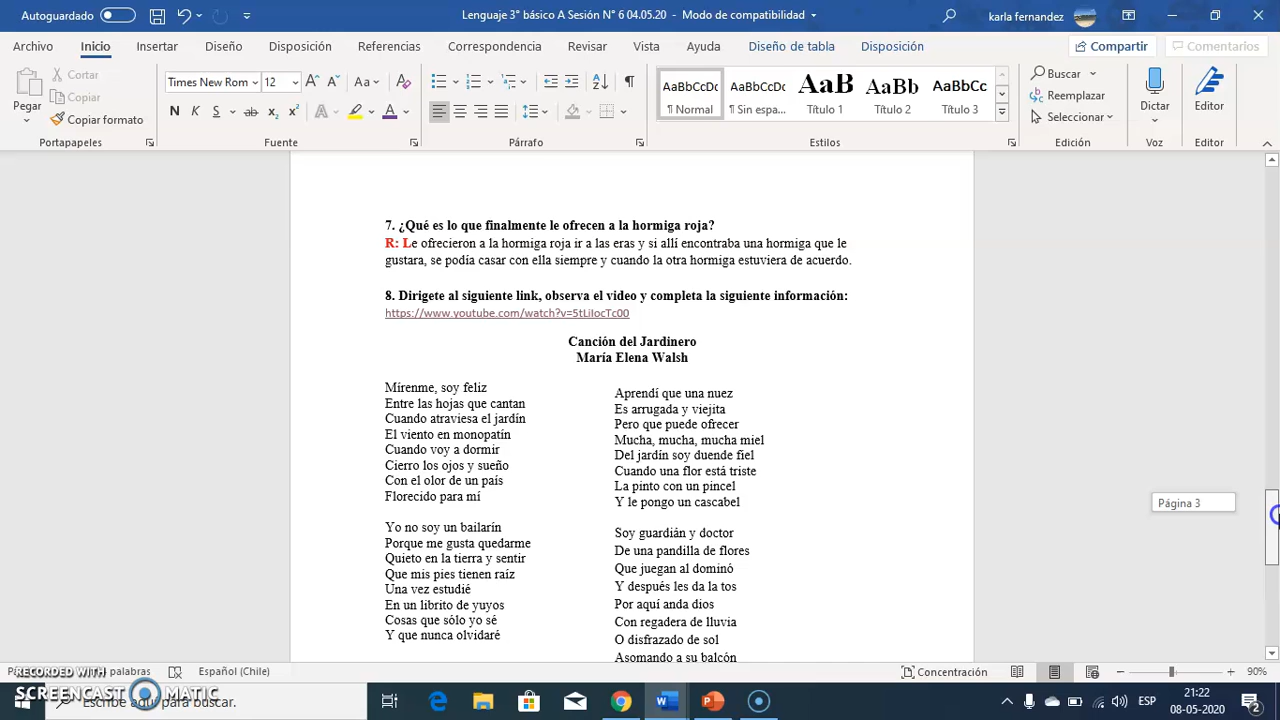 Autoguardado
Lenguaje 3° básico A Sesión N° 6 04.05.20 - Modo de compatibilidad
karla fernandez
Archivo Inicio Insertar Diseño Disposición Referencias Correspondencia Revisar Vista Ayuda Diseño de tabla Disposición
Compartir Comentarios
Pegar
Cortar
Copiar
Copiar formato
Portapapeles
Times New Rom 12
N K S ab x₂ x²
Fuente
Párrafo
AaBbCcDc AaBbCcDc AaB AaBbC AaBbCc
¶ Normal ¶ Sin espa... Título 1 Título 2 Título 3
Estilos
Buscar
Reemplazar
Seleccionar
Edición
Dictar
Voz
Editor
Editor
7. ¿Qué es lo que finalmente le ofrecen a la hormiga roja?
R: Le ofrecieron a la hormiga roja ir a las eras y si allí encontraba una hormiga que le
gustara, se podía casar con ella siempre y cuando la otra hormiga estuviera de acuerdo.
8. Dirigete al siguiente link, observa el video y completa la siguiente información:
https://www.youtube.com/watch?v=5tLiIocTc00
Canción del Jardinero
María Elena Walsh
Mírenme, soy feliz
Entre las hojas que cantan
Cuando atraviesa el jardín
El viento en monopatín
Cuando voy a dormir
Cierro los ojos y sueño
Con el olor de un país
Florecido para mí
Yo no soy un bailarín
Porque me gusta quedarme
Quieto en la tierra y sentir
Que mis pies tienen raíz
Una vez estudié
En un librito de yuyos
Cosas que sólo yo sé
Y que nunca olvidaré
Aprendí que una nuez
Es arrugada y viejita
Pero que puede ofrecer
Mucha, mucha, mucha miel
Del jardín soy duende fiel
Cuando una flor está triste
La pinto con un pincel
Y le pongo un cascabel
Soy guardián y doctor
De una pandilla de flores
Que juegan al dominó
Y después les da la tos
Por aquí anda dios
Con regadera de lluvia
O disfrazado de sol
Asomando a su balcón
Página 3
palabras Español (Chile) Concentración 90%
RECORDED WITH
SCREENCAST MATIC
Escribe aquí para buscar.
ESP
21:22
08-05-2020
2